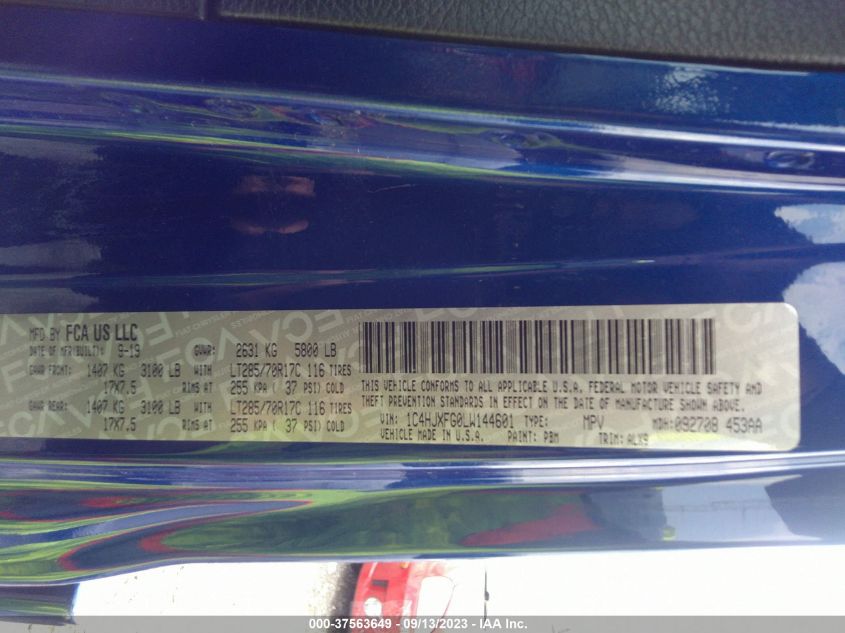 MFD BY FCA US LLC
DATE OF MFR(BUILT): 9-19 GVWR: 2631 KG 5800 LB
GAWR FRONT: 1407 KG 3100 LB WITH LT285/70R17C 116 TIRES
17X7.5 RIMS AT 255 KPA ( 37 PSI) COLD
GAWR REAR: 1407 KG 3100 LB WITH LT285/70R17C 116 TIRES
17X7.5 RIMS AT 255 KPA ( 37 PSI) COLD
THIS VEHICLE CONFORMS TO ALL APPLICABLE U.S.A. FEDERAL MOTOR VEHICLE SAFETY AND
THEFT PREVENTION STANDARDS IN EFFECT ON THE DATE OF MANUFACTURE SHOWN ABOVE.
VIN: 1C4HJXFG0LW144601 TYPE: MPV MDH: 092708 453AA
VEHICLE MADE IN U.S.A. PAINT: PBM TRIM: ALX9
000-37563649 - 09/13/2023 - IAA Inc.